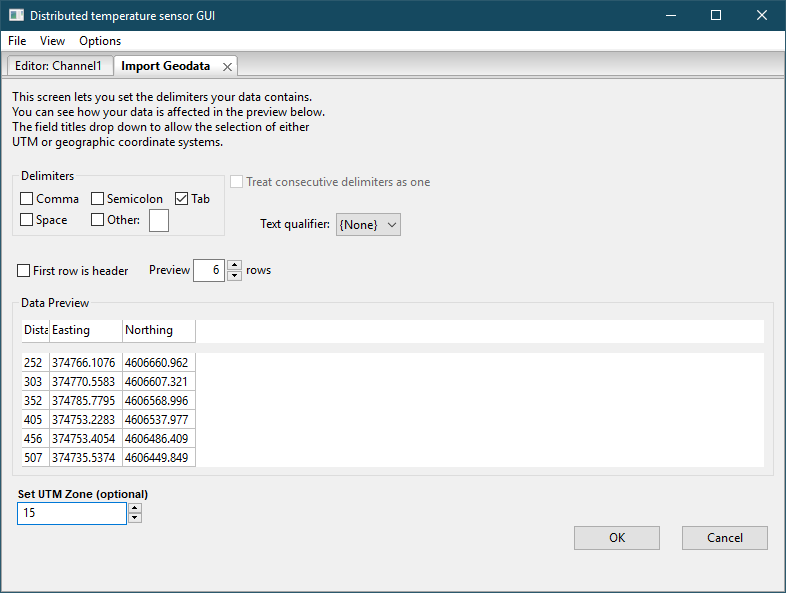 Distributed temperature sensor GUI
File View Options
Editor: Channel1 Import Geodata
This screen lets you set the delimiters your data contains.
You can see how your data is affected in the preview below.
The field titles drop down to allow the selection of either
UTM or geographic coordinate systems.
Delimiters
Comma Semicolon Tab
Space Other:
Treat consecutive delimiters as one
Text qualifier: {None}
First row is header Preview 6 rows
Data Preview
Dista Easting Northing
252 374766.1076 4606660.962
303 374770.5583 4606607.321
352 374785.7795 4606568.996
405 374753.2283 4606537.977
456 374753.4054 4606486.409
507 374735.5374 4606449.849
Set UTM Zone (optional)
15
OK Cancel